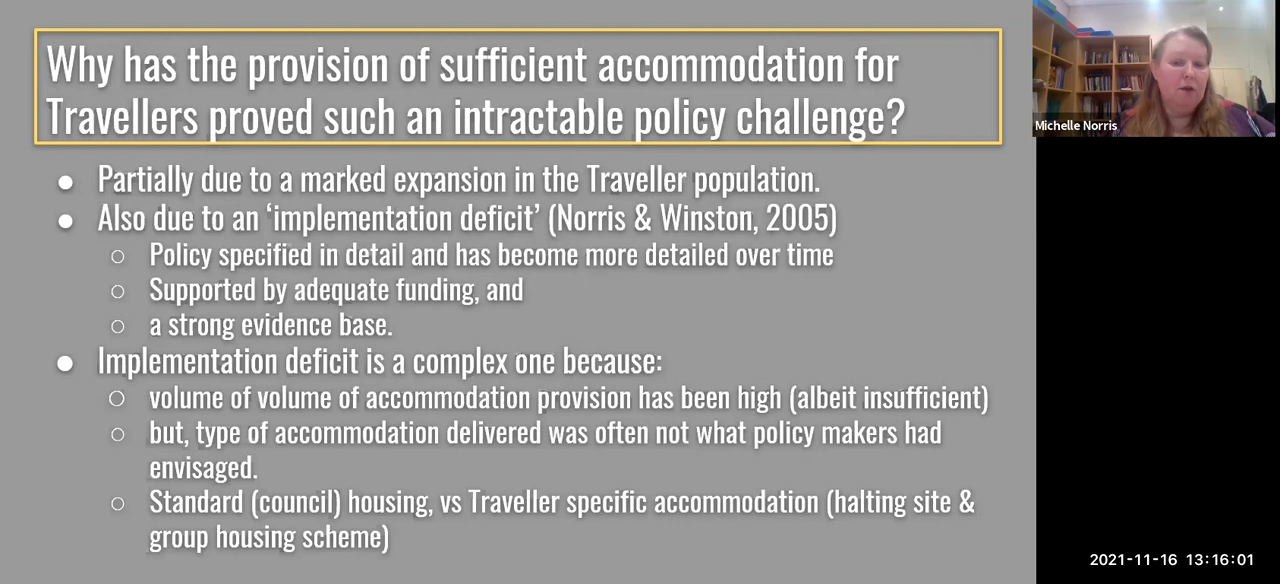 Why has the provision of sufficient accommodation for
Travellers proved such an intractable policy challenge?
● Partially due to a marked expansion in the Traveller population.
● Also due to an ‘implementation deficit’ (Norris & Winston, 2005)
○ Policy specified in detail and has become more detailed over time
○ Supported by adequate funding, and
○ a strong evidence base.
● Implementation deficit is a complex one because:
○ volume of volume of accommodation provision has been high (albeit insufficient)
○ but, type of accommodation delivered was often not what policy makers had
envisaged.
○ Standard (council) housing, vs Traveller specific accommodation (halting site &
group housing scheme)
Michelle Norris
2021-11-16 13:16:01